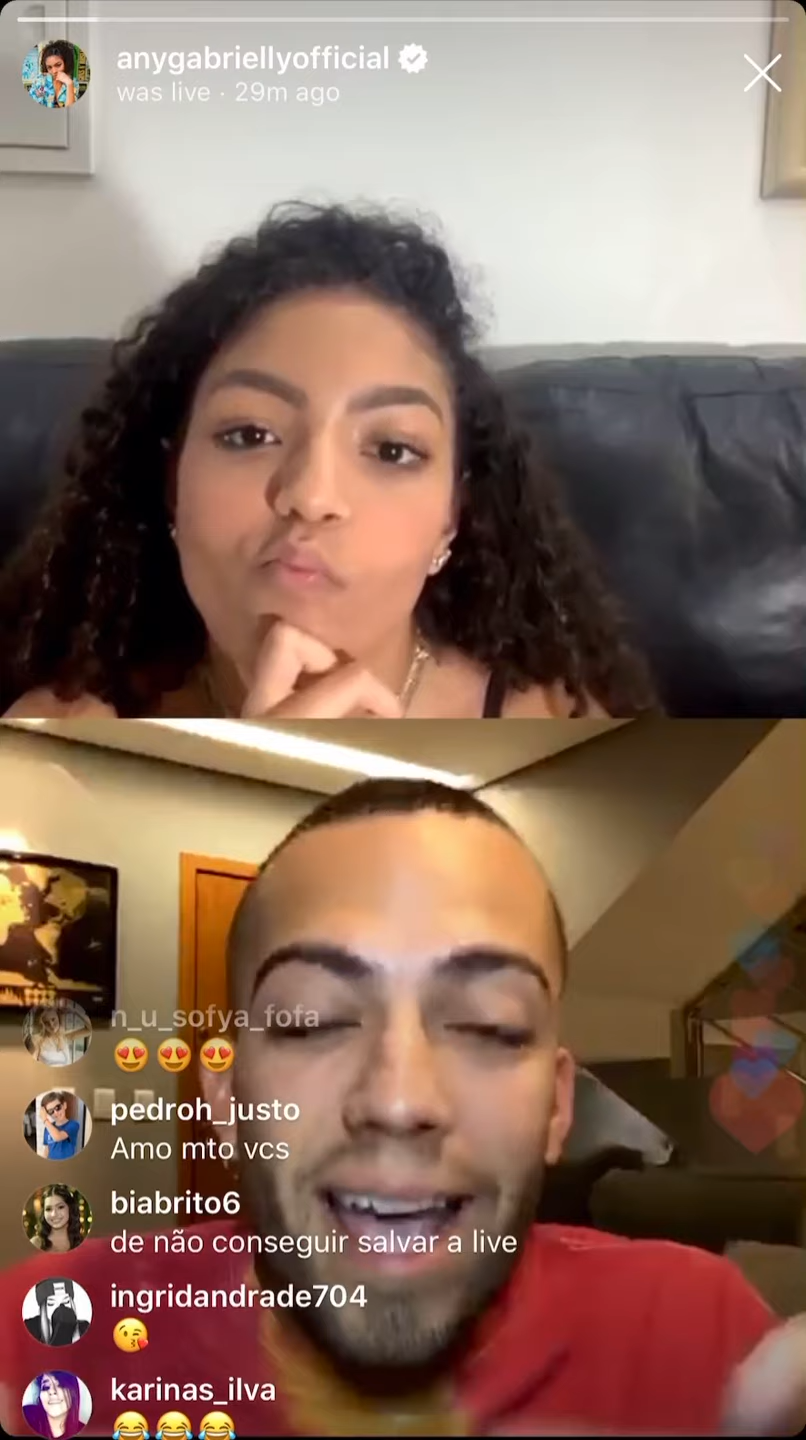 anygabriellyofficial
was live · 29m ago
n_u_sofya_fofa
😍😍😍
pedroh_justo
Amo mto vcs
biabrito6
de não conseguir salvar a live
ingridandrade704
😘
karinas_ilva
😂😂😂